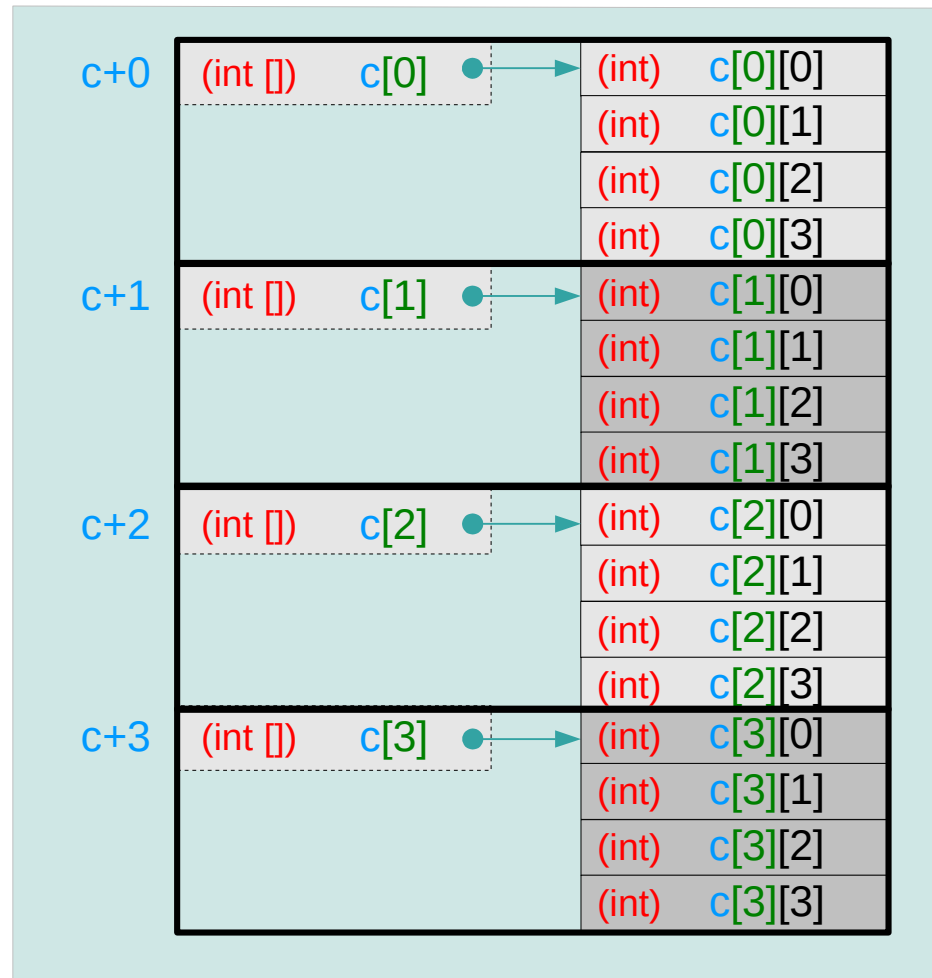 c+0 (int []) c[0] (int) c[0][0]
(int) c[0][1]
(int) c[0][2]
(int) c[0][3]
c+1 (int []) c[1] (int) c[1][0]
(int) c[1][1]
(int) c[1][2]
(int) c[1][3]
c+2 (int []) c[2] (int) c[2][0]
(int) c[2][1]
(int) c[2][2]
(int) c[2][3]
c+3 (int []) c[3] (int) c[3][0]
(int) c[3][1]
(int) c[3][2]
(int) c[3][3]